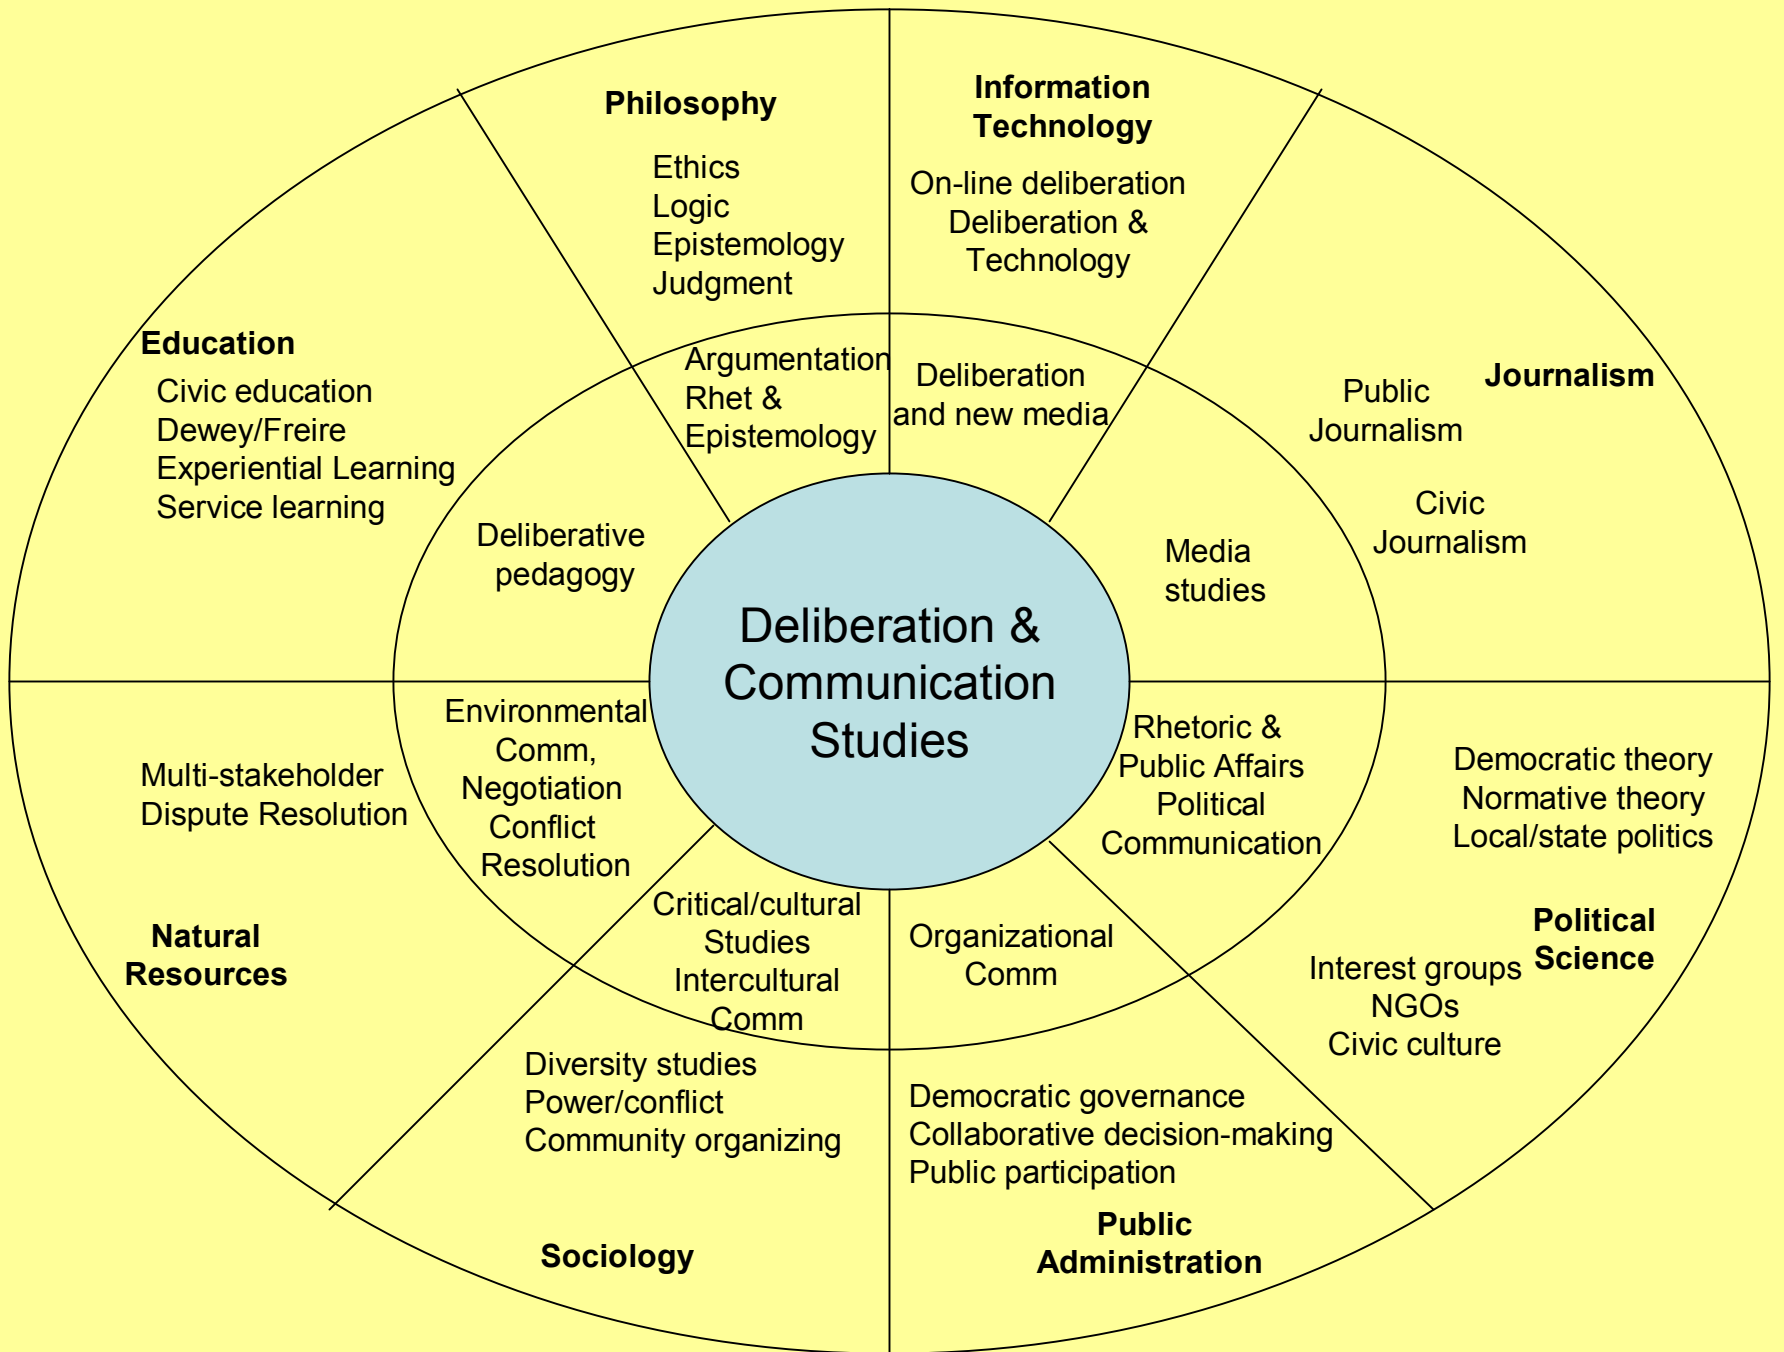 Philosophy
Ethics
Logic
Epistemology
Judgment
Information
Technology
On-line deliberation
Deliberation &
Technology
Education
Civic education
Dewey/Freire
Experiential Learning
Service learning
Argumentation
Rhet &
Epistemology
Deliberation
and new media
Journalism
Public
Journalism
Civic
Journalism
Deliberative
pedagogy
Media
studies
Deliberation &
Communication
Studies
Environmental
Comm,
Negotiation
Conflict
Resolution
Rhetoric &
Public Affairs
Political
Communication
Multi-stakeholder
Dispute Resolution
Natural
Resources
Democratic theory
Normative theory
Local/state politics
Political
Science
Interest groups
NGOs
Civic culture
Critical/cultural
Studies
Intercultural
Comm
Organizational
Comm
Diversity studies
Power/conflict
Community organizing
Sociology
Democratic governance
Collaborative decision-making
Public participation
Public
Administration